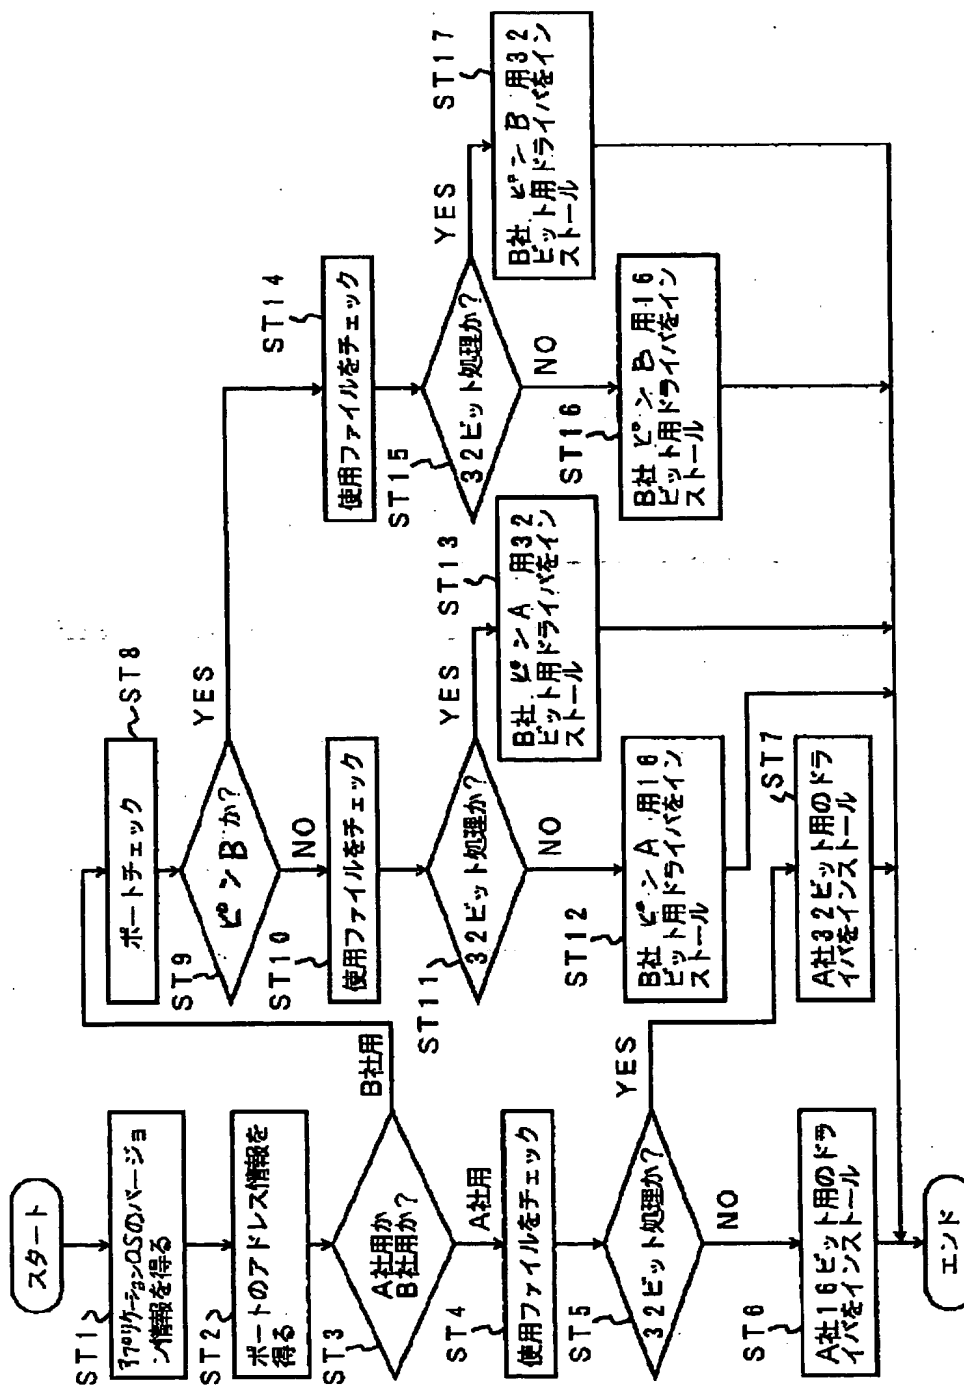 スタート
ST1
アプリケーションOSのバージョ
ン情報を得る
ST2
ポートのアドレス情報を
得る
ST3
A社用か
B社用か?
B社用
A社用
ST4
使用ファイルをチェック
ST5
32ビット処理か?
YES
NO
ST6
A社16ビット用のドラ
イバをインストール
ST7
A社32ビット用のドラ
イバをインストール
エンド
ST8
ポートチェック
ST9
ピンBか?
YES
NO
ST10
使用ファイルをチェック
ST11
32ビット処理か?
YES
NO
ST12
B社 ピンA 用16
ビット用ドライバをイン
ストール
ST13
B社 ピンA 用32
ビット用ドライバをイン
ストール
ST14
使用ファイルをチェック
ST15
32ビット処理か?
YES
NO
ST16
B社 ピンB 用16
ビット用ドライバをイン
ストール
ST17
B社 ピンB 用32
ビット用ドライバをイン
ストール